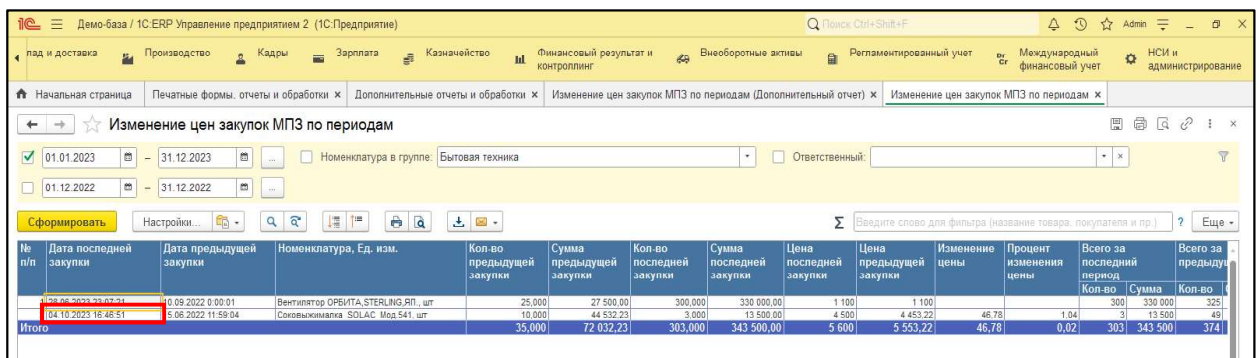 1С Демо-база / 1С:ERP Управление предприятием 2 (1С:Предприятие) Поиск Ctrl+Shift+F Admin
лад и доставка Производство Кадры Зарплата Казначейство Финансовый результат и Внеоборотные активы Регламентированный учет Dr Международный НСИ и
контроллинг Cr финансовый учет администрирование
Начальная страница Печатные формы, отчеты и обработки × Дополнительные отчеты и обработки × Изменение цен закупок МПЗ по периодам (Дополнительный отчет) × Изменение цен закупок МПЗ по периодам ×
Изменение цен закупок МПЗ по периодам
01.01.2023 – 31.12.2023 ... Номенклатура в группе: Бытовая техника Ответственный:
01.12.2022 – 31.12.2022 ...
Сформировать Настройки... Σ Введите слово для фильтра (название товара, покупателя и пр.) ? Еще
№ Дата последней Дата предыдущей Номенклатура, Ед. изм. Кол-во Сумма Кол-во Сумма Цена Цена Изменение Процент Всего за Всего за
п/п закупки закупки предыдущей предыдущей последней последней последней предыдущей цены изменения последний предыдущ
закупки закупки закупки закупки закупки закупки цены период
Кол-во Сумма Кол-во
28.06.2023 23:07:21 10.09.2022 0:00:01 Вентилятор ОРБИТА,STERLING,ЯП., шт 25,000 27 500,00 300,000 330 000,00 1 100 1 100 300 330 000 325
04.10.2023 16:46:51 5.06.2022 11:59:04 Соковыжималка SOLAC Мод.541, шт 10,000 44 532,23 3,000 13 500,00 4 500 4 453,22 46,78 1,04 3 13 500 49
Итого 35,000 72 032,23 303,000 343 500,00 5 600 5 553,22 46,78 0,02 303 343 500 374